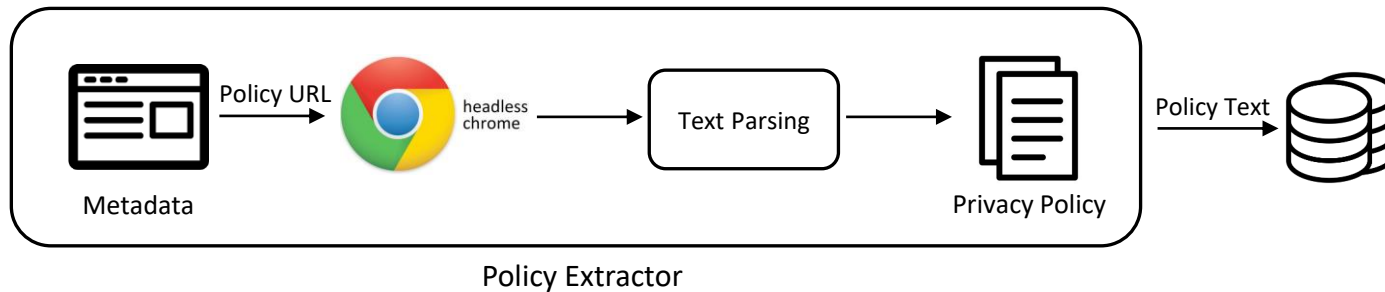 Policy URL
headless
chrome
Text Parsing
Policy Text
Metadata
Privacy Policy
Policy Extractor